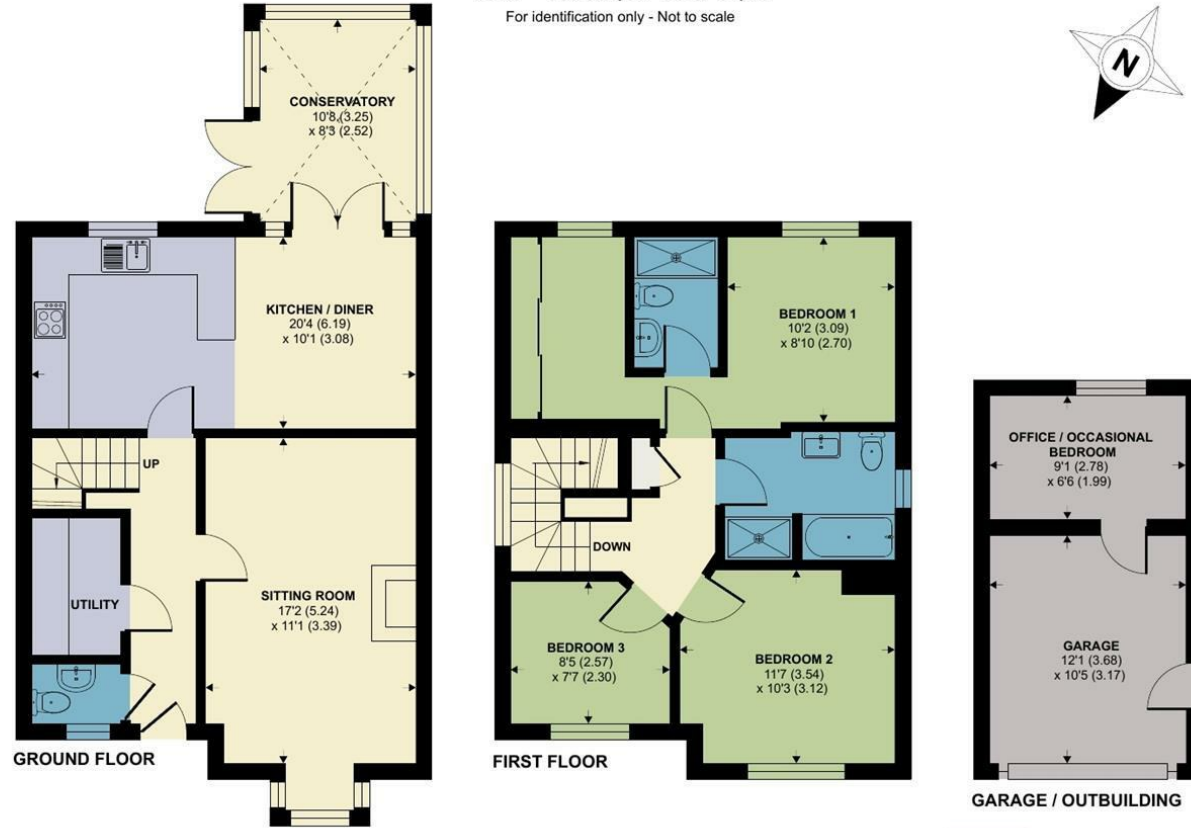 For identification only - Not to scale
N
CONSERVATORY
10'8 (3.25)
x 8'3 (2.52)
KITCHEN / DINER
20'4 (6.19)
x 10'1 (3.08)
UP
SITTING ROOM
17'2 (5.24)
x 11'1 (3.39)
UTILITY
GROUND FLOOR
BEDROOM 1
10'2 (3.09)
x 8'10 (2.70)
DOWN
BEDROOM 3
8'5 (2.57)
x 7'7 (2.30)
BEDROOM 2
11'7 (3.54)
x 10'3 (3.12)
FIRST FLOOR
OFFICE / OCCASIONAL
BEDROOM
9'1 (2.78)
x 6'6 (1.99)
GARAGE
12'1 (3.68)
x 10'5 (3.17)
GARAGE / OUTBUILDING